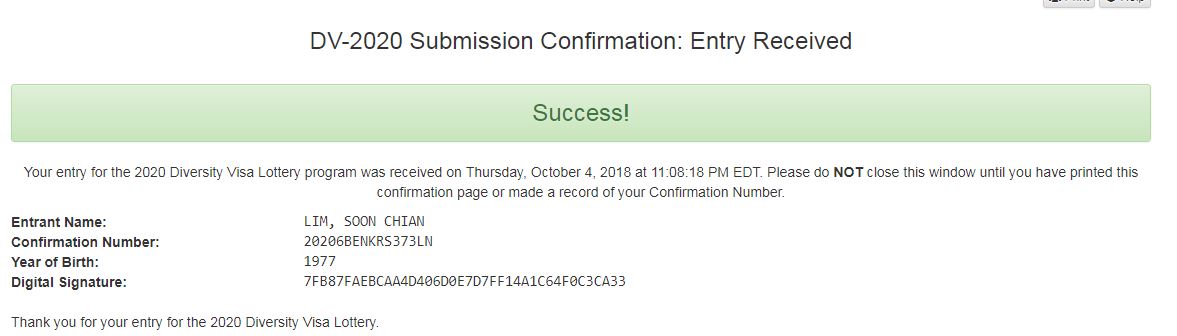 DV-2020 Submission Confirmation: Entry Received
Success!
Your entry for the 2020 Diversity Visa Lottery program was received on Thursday, October 4, 2018 at 11:08:18 PM EDT. Please do NOT close this window until you have printed this
confirmation page or made a record of your Confirmation Number.
Entrant Name: LIM, SOON CHIAN
Confirmation Number: 20206BENKRS373LN
Year of Birth: 1977
Digital Signature: 7FB87FAEBCAA4D406D0E7D7FF14A1C64F0C3CA33
Thank you for your entry for the 2020 Diversity Visa Lottery.